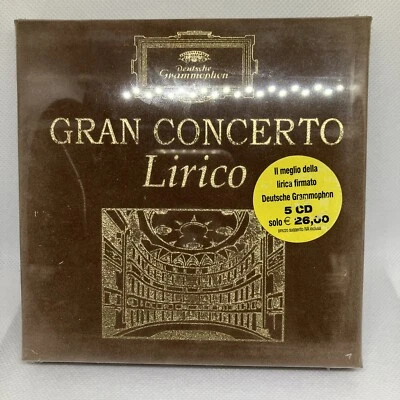 Deutsche
Grammophon
GRAN CONCERTO
Lirico
Il meglio della
lirica firmato
Deutsche Grammophon
5 CD
solo € 26,00